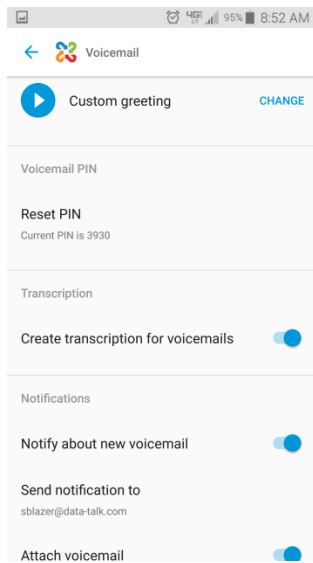 4G 95% 8:52 AM
Voicemail
Custom greeting CHANGE
Voicemail PIN
Reset PIN
Current PIN is 3930
Transcription
Create transcription for voicemails
Notifications
Notify about new voicemail
Send notification to
sblazer@data-talk.com
Attach voicemail